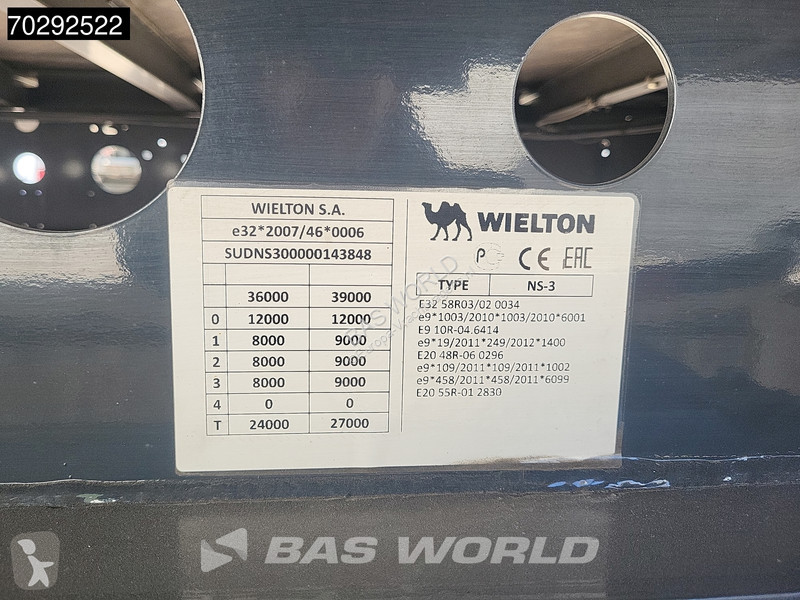 70292522
WIELTON S.A.
e32*2007/46*0006
SUDNS300000143848
36000 39000
0 12000 12000
1 8000 9000
2 8000 9000
3 8000 9000
4 0 0
T 24000 27000
WIELTON
P CE EAC
TYPE NS-3
E32 58R03/02 0034
e9*1003/2010*1003/2010*6001
E9 10R-04.6414
e9*19/2011*249/2012*1400
E20 48R-06 0296
e9*109/2011*109/2011*1002
e9*458/2011*458/2011*6099
E20 55R-01 2830
BAS WORLD
BAS WORLD